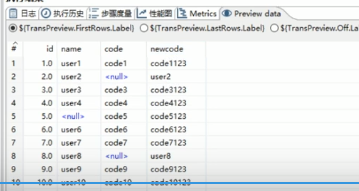 日志 执行历史 步骤度量 性能图 Metrics Preview data
${TransPreview.FirstRows.Label} ${TransPreview.LastRows.Label} ${TransPreview.Off.La
# id name code newcode
1 1.0 user1 code1 code1123
2 2.0 user2 <null> user2
3 3.0 user3 code3 code3123
4 4.0 user4 code4 code4123
5 5.0 <null> code5 code5123
6 6.0 user6 code6 code6123
7 7.0 user7 code7 code7123
8 8.0 user8 <null> user8
9 9.0 user9 code9 code9123
10 10.0 user10 code10 code10123